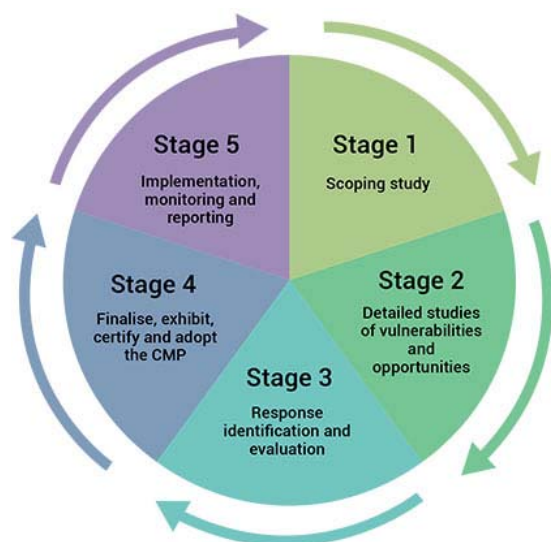 Stage 1
Scoping study
Stage 2
Detailed studies
of vulnerabilities
and
opportunities
Stage 3
Response
identification and
evaluation
Stage 4
Finalise, exhibit,
certify and adopt
the CMP
Stage 5
Implementation,
monitoring and
reporting